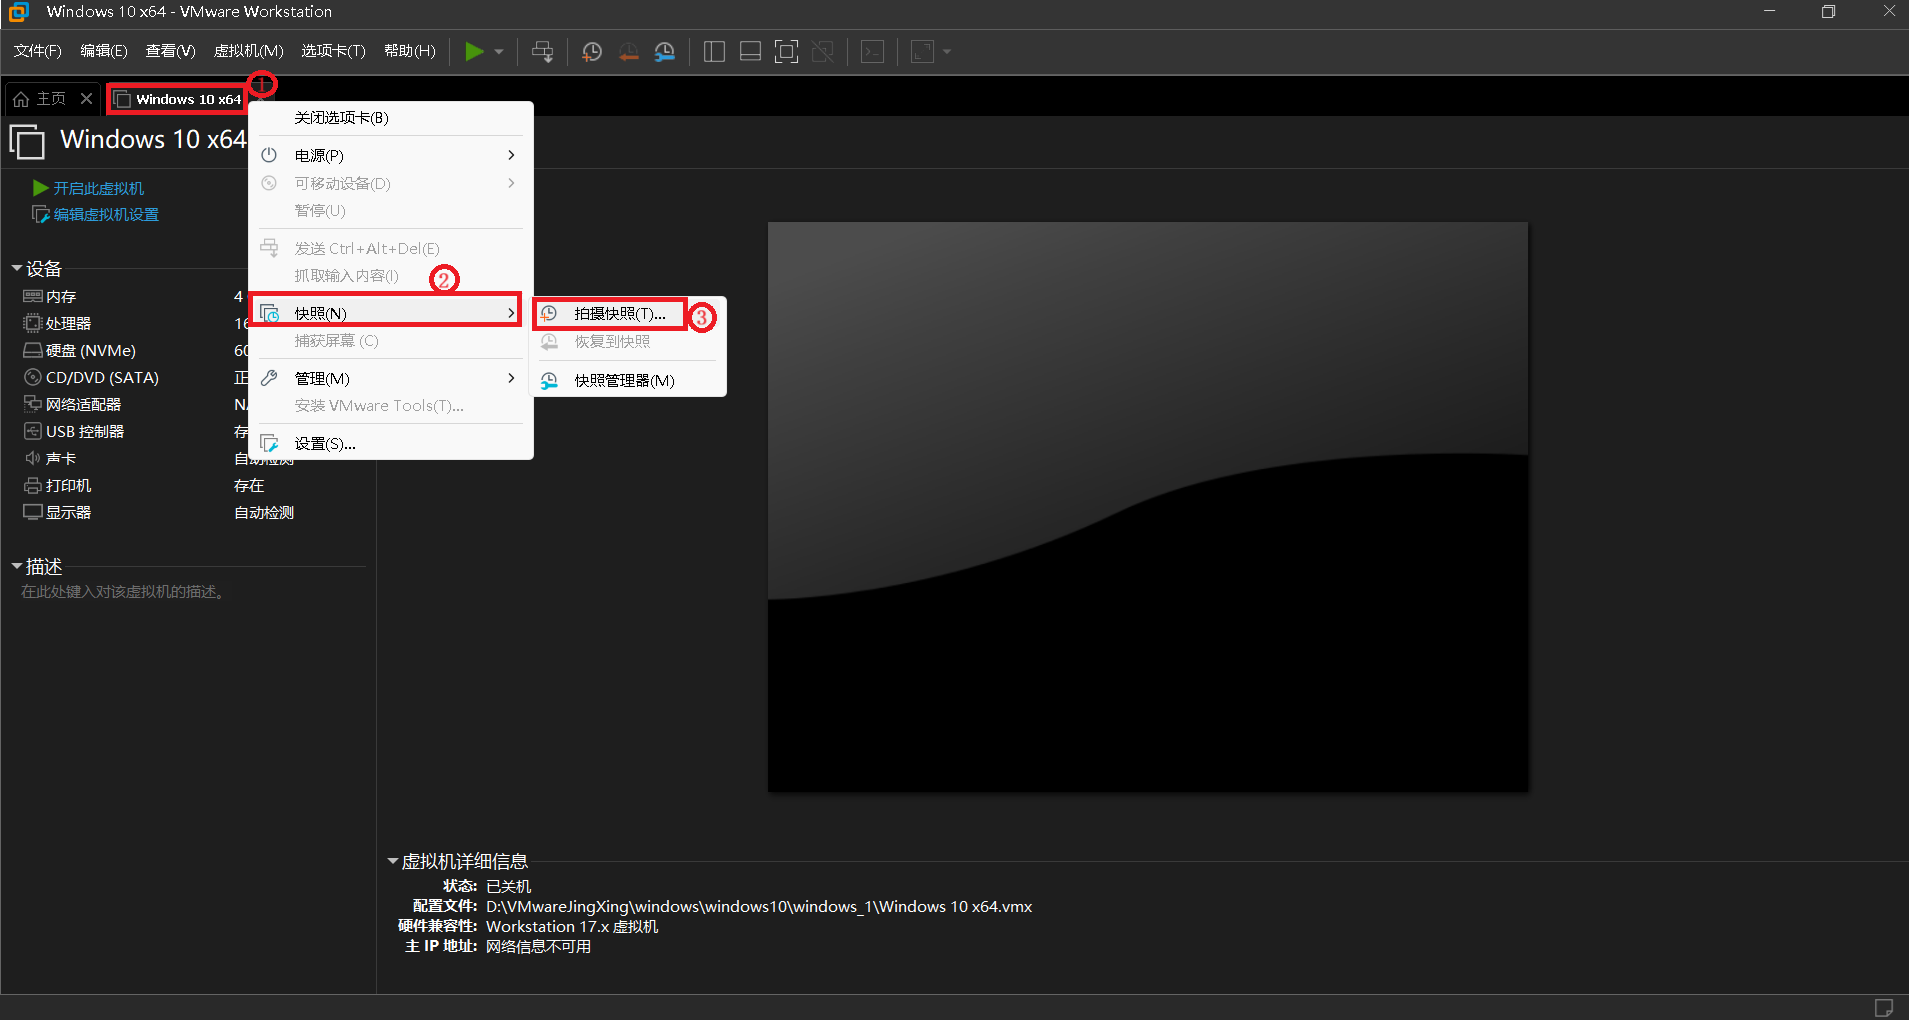 Windows 10 x64 - VMware Workstation
文件(F) 编辑(E) 查看(V) 虚拟机(M) 选项卡(T) 帮助(H)
主页 Windows 10 x64 ①
Windows 10 x64
开启此虚拟机
编辑虚拟机设置
设备
内存 4
处理器 16
硬盘 (NVMe) 60
CD/DVD (SATA) 正
网络适配器 NA
USB 控制器 存
声卡 自动检测
打印机 存在
显示器 自动检测
描述
在此处键入对该虚拟机的描述。
关闭选项卡(B)
电源(P)
可移动设备(D)
暂停(U)
发送 Ctrl+Alt+Del(E)
抓取输入内容(I)
②
快照(N)
捕获屏幕 (C)
管理(M)
安装 VMware Tools(T)...
设置(S)...
拍摄快照(T)... ③
恢复到快照
快照管理器(M)
虚拟机详细信息
状态: 已关机
配置文件: D:\VMwareJingXing\windows\windows10\windows_1\Windows 10 x64.vmx
硬件兼容性: Workstation 17.x 虚拟机
主 IP 地址: 网络信息不可用